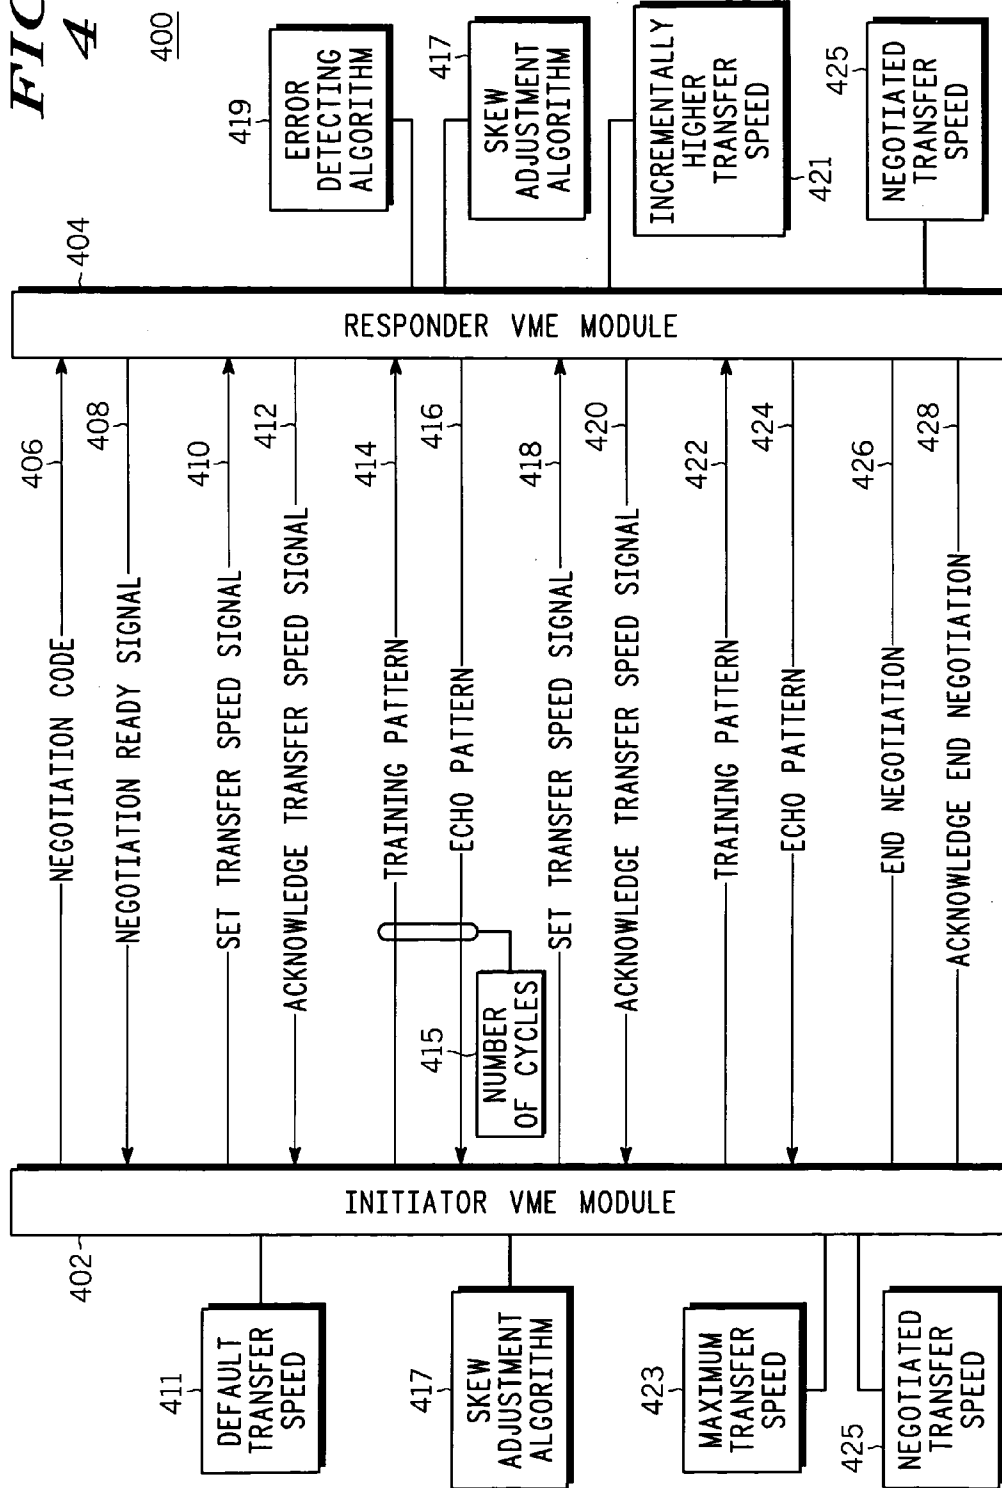 FIG
4
400
402
INITIATOR VME MODULE
404
RESPONDER VME MODULE
NEGOTIATION CODE
406
NEGOTIATION READY SIGNAL
408
DEFAULT
TRANSFER
SPEED
411
SET TRANSFER SPEED SIGNAL
410
ACKNOWLEDGE TRANSFER SPEED SIGNAL
412
ERROR
DETECTING
ALGORITHM
419
TRAINING PATTERN
414
ECHO PATTERN
416
NUMBER
OF CYCLES
415
SKEW
ADJUSTMENT
ALGORITHM
417
SKEW
ADJUSTMENT
ALGORITHM
417
SET TRANSFER SPEED SIGNAL
418
ACKNOWLEDGE TRANSFER SPEED SIGNAL
420
INCREMENTALLY
HIGHER
TRANSFER
SPEED
421
MAXIMUM
TRANSFER
SPEED
423
TRAINING PATTERN
422
ECHO PATTERN
424
NEGOTIATED
TRANSFER
SPEED
425
END NEGOTIATION
426
ACKNOWLEDGE END NEGOTIATION
428
NEGOTIATED
TRANSFER
SPEED
425